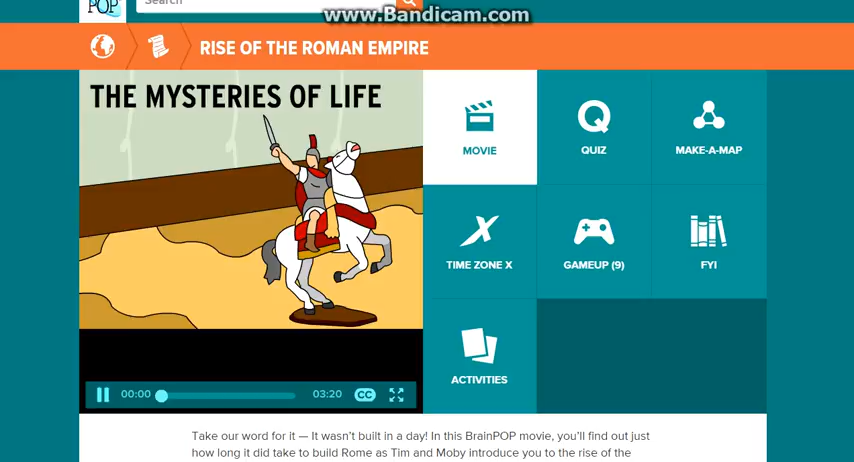 www.Bandicam.com
POP
Search
RISE OF THE ROMAN EMPIRE
THE MYSTERIES OF LIFE
MOVIE
QUIZ
MAKE-A-MAP
TIME ZONE X
GAMEUP (9)
FYI
ACTIVITIES
00:00
03:20
CC
Take our word for it — It wasn't built in a day! In this BrainPOP movie, you'll find out just
how long it did take to build Rome as Tim and Moby introduce you to the rise of the